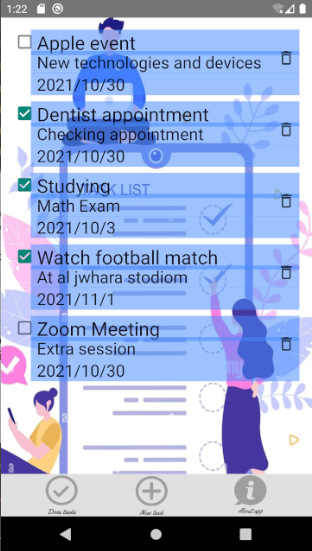 1:22
Apple event
New technologies and devices
2021/10/30
Dentist appointment
Checking appointment
2021/10/30
TASK LIST
Studying
Math Exam
2021/10/3
Watch football match
At al jwhara stodiom
2021/11/1
Zoom Meeting
Extra session
2021/10/30
Done tasks
New task
About app